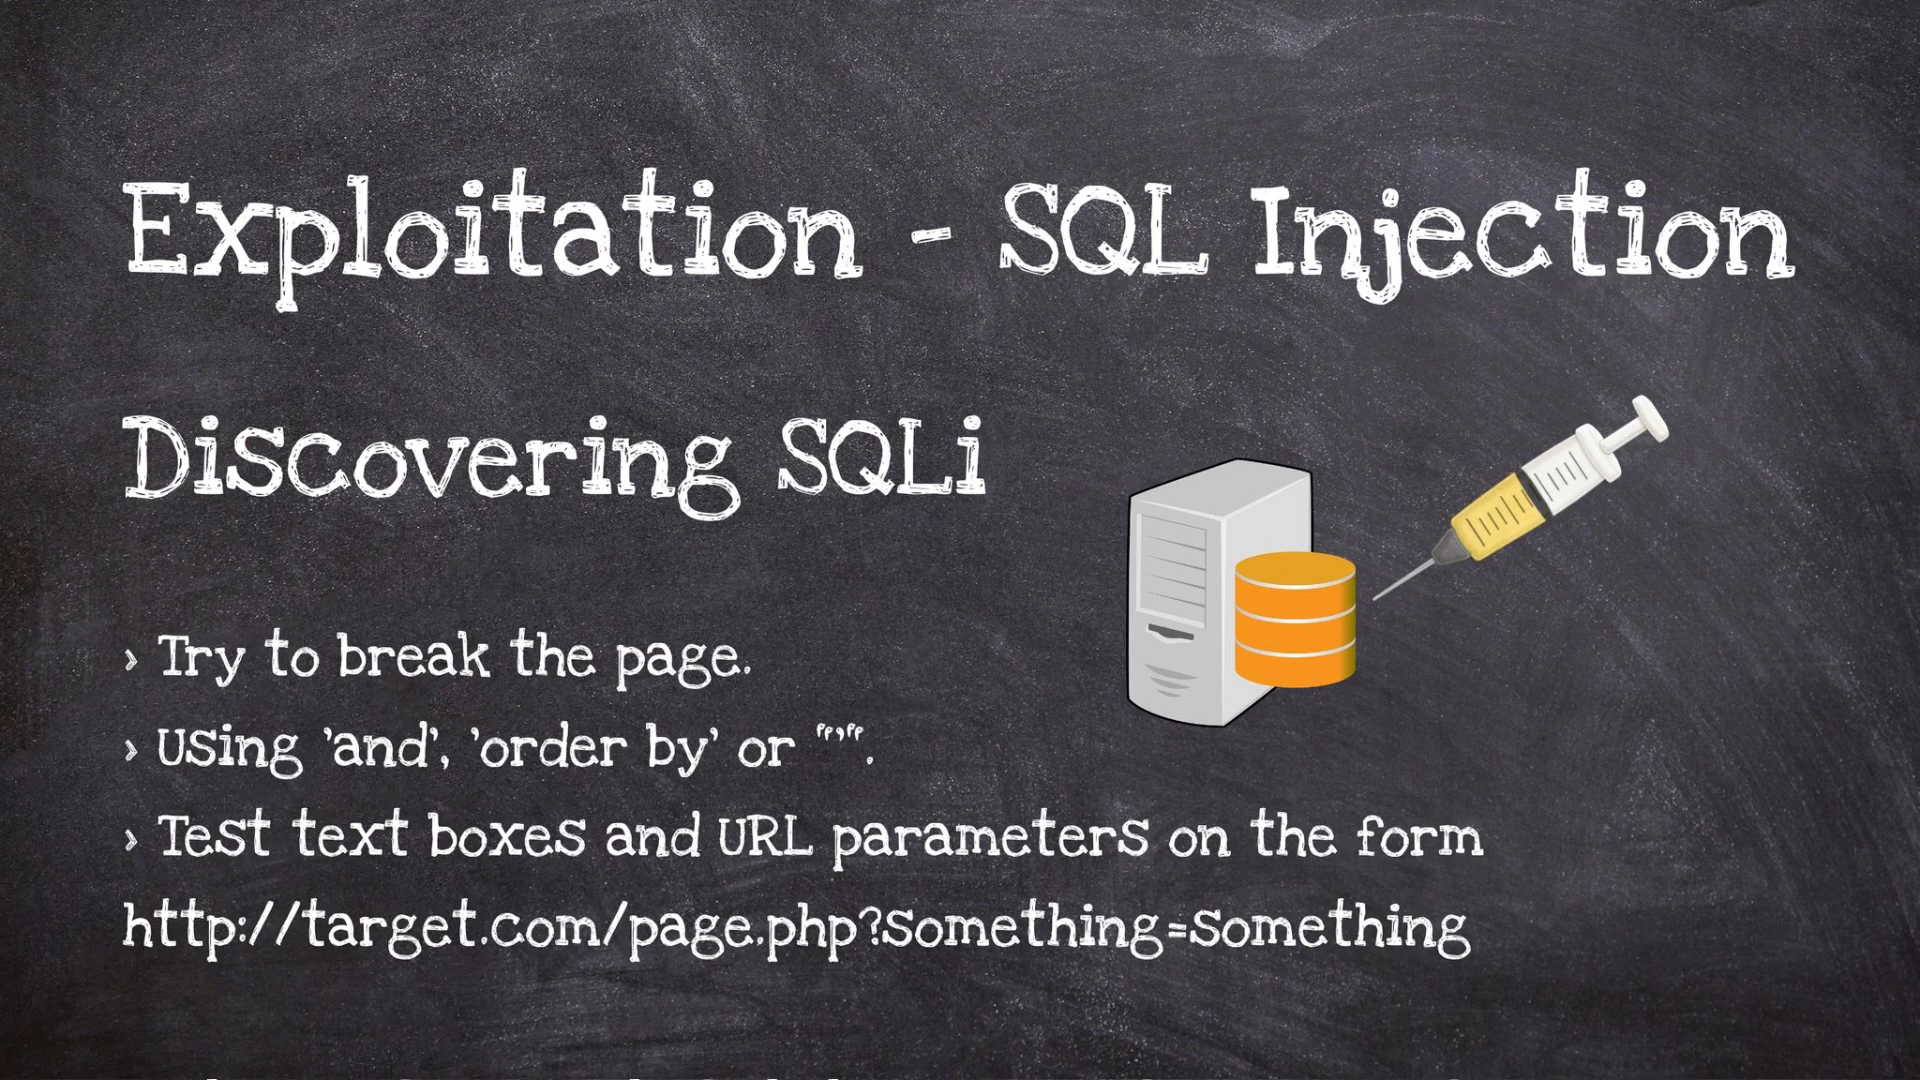 Exploitation - SQL Injection
Discovering SQLi
› Try to break the page.
› Using 'and', 'order by' or "'".
› Test text boxes and URL parameters on the form
http://target.com/page.php?something=something